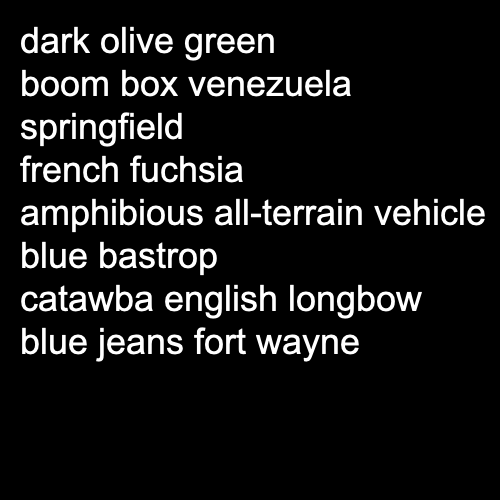 dark olive green
boom box venezuela
springfield
french fuchsia
amphibious all-terrain vehicle
blue bastrop
catawba english longbow
blue jeans fort wayne